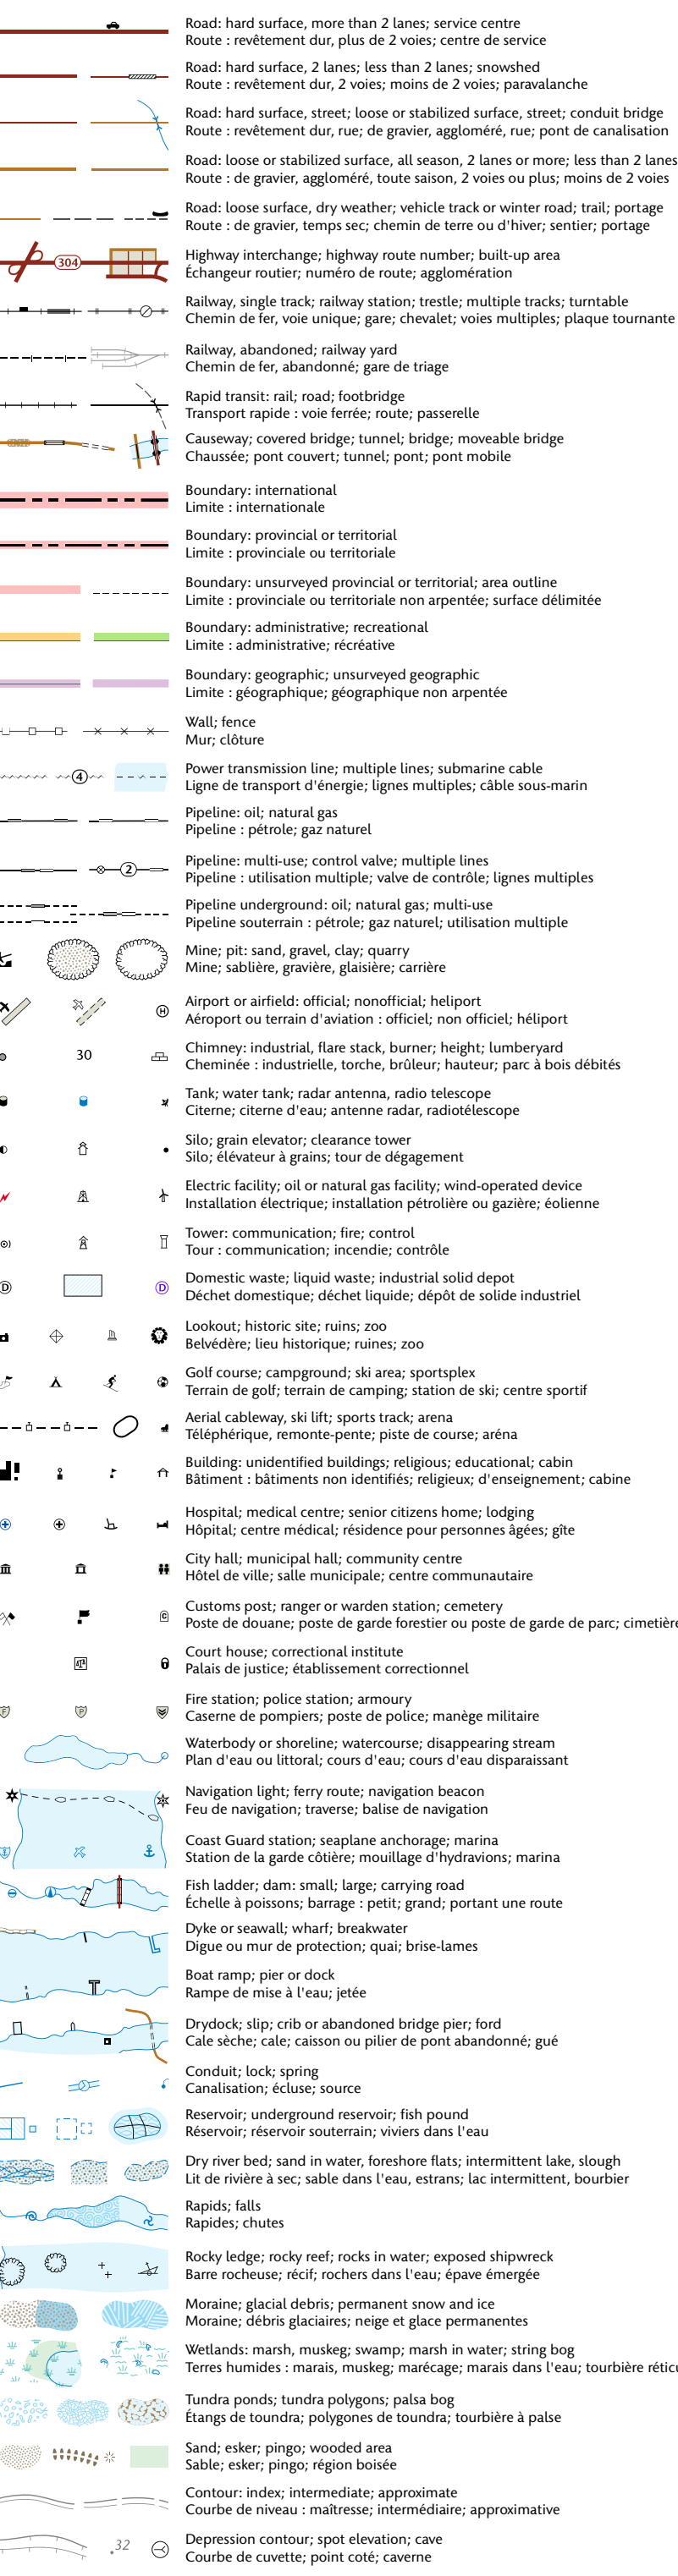 Road: hard surface, more than 2 lanes; service centre
Route : revêtement dur, plus de 2 voies; centre de service
Road: hard surface, 2 lanes; less than 2 lanes; snowshed
Route : revêtement dur, 2 voies; moins de 2 voies; paravalanche
Road: hard surface, street; loose or stabilized surface, street; conduit bridge
Route : revêtement dur, rue; de gravier, aggloméré, rue; pont de canalisation
Road: loose or stabilized surface, all season, 2 lanes or more; less than 2 lanes
Route : de gravier, aggloméré, toute saison, 2 voies ou plus; moins de 2 voies
Road: loose surface, dry weather; vehicle track or winter road; trail; portage
Route : de gravier, temps sec; chemin de terre ou d'hiver; sentier; portage
304
Highway interchange; highway route number; built-up area
Échangeur routier; numéro de route; agglomération
Railway, single track; railway station; trestle; multiple tracks; turntable
Chemin de fer, voie unique; gare; chevalet; voies multiples; plaque tournante
Railway, abandoned; railway yard
Chemin de fer, abandonné; gare de triage
Rapid transit: rail; road; footbridge
Transport rapide : voie ferrée; route; passerelle
Causeway; covered bridge; tunnel; bridge; moveable bridge
Chaussée; pont couvert; tunnel; pont; pont mobile
Boundary: international
Limite : internationale
Boundary: provincial or territorial
Limite : provinciale ou territoriale
Boundary: unsurveyed provincial or territorial; area outline
Limite : provinciale ou territoriale non arpentée; surface délimitée
Boundary: administrative; recreational
Limite : administrative; récréative
Boundary: geographic; unsurveyed geographic
Limite : géographique; géographique non arpentée
Wall; fence
Mur; clôture
4
Power transmission line; multiple lines; submarine cable
Ligne de transport d'énergie; lignes multiples; câble sous-marin
Pipeline: oil; natural gas
Pipeline : pétrole; gaz naturel
2
Pipeline: multi-use; control valve; multiple lines
Pipeline : utilisation multiple; valve de contrôle; lignes multiples
Pipeline underground: oil; natural gas; multi-use
Pipeline souterrain : pétrole; gaz naturel; utilisation multiple
Mine; pit: sand, gravel, clay; quarry
Mine; sablière, gravière, glaisière; carrière
H
Airport or airfield: official; nonofficial; heliport
Aéroport ou terrain d'aviation : officiel; non officiel; héliport
30
Chimney: industrial, flare stack, burner; height; lumberyard
Cheminée : industrielle, torche, brûleur; hauteur; parc à bois débités
Tank; water tank; radar antenna, radio telescope
Citerne; citerne d'eau; antenne radar, radiotélescope
Silo; grain elevator; clearance tower
Silo; élévateur à grains; tour de dégagement
Electric facility; oil or natural gas facility; wind-operated device
Installation électrique; installation pétrolière ou gazière; éolienne
Tower: communication; fire; control
Tour : communication; incendie; contrôle
D D
Domestic waste; liquid waste; industrial solid depot
Déchet domestique; déchet liquide; dépôt de solide industriel
Lookout; historic site; ruins; zoo
Belvédère; lieu historique; ruines; zoo
Golf course; campground; ski area; sportsplex
Terrain de golf; terrain de camping; station de ski; centre sportif
Aerial cableway, ski lift; sports track; arena
Téléphérique, remonte-pente; piste de course; aréna
Building: unidentified buildings; religious; educational; cabin
Bâtiment : bâtiments non identifiés; religieux; d'enseignement; cabine
Hospital; medical centre; senior citizens home; lodging
Hôpital; centre médical; résidence pour personnes âgées; gîte
City hall; municipal hall; community centre
Hôtel de ville; salle municipale; centre communautaire
C
Customs post; ranger or warden station; cemetery
Poste de douane; poste de garde forestier ou poste de garde de parc; cimetière
Court house; correctional institute
Palais de justice; établissement correctionnel
F P
Fire station; police station; armoury
Caserne de pompiers; poste de police; manège militaire
Waterbody or shoreline; watercourse; disappearing stream
Plan d'eau ou littoral; cours d'eau; cours d'eau disparaissant
Navigation light; ferry route; navigation beacon
Feu de navigation; traverse; balise de navigation
Coast Guard station; seaplane anchorage; marina
Station de la garde côtière; mouillage d'hydravions; marina
Fish ladder; dam: small; large; carrying road
Échelle à poissons; barrage : petit; grand; portant une route
Dyke or seawall; wharf; breakwater
Digue ou mur de protection; quai; brise-lames
Boat ramp; pier or dock
Rampe de mise à l'eau; jetée
Drydock; slip; crib or abandoned bridge pier; ford
Cale sèche; cale; caisson ou pilier de pont abandonné; gué
Conduit; lock; spring
Canalisation; écluse; source
Reservoir; underground reservoir; fish pound
Réservoir; réservoir souterrain; viviers dans l'eau
Dry river bed; sand in water, foreshore flats; intermittent lake, slough
Lit de rivière à sec; sable dans l'eau, estrans; lac intermittent, bourbier
Rapids; falls
Rapides; chutes
Rocky ledge; rocky reef; rocks in water; exposed shipwreck
Barre rocheuse; récif; rochers dans l'eau; épave émergée
Moraine; glacial debris; permanent snow and ice
Moraine; débris glaciaires; neige et glace permanentes
Wetlands: marsh, muskeg; swamp; marsh in water; string bog
Terres humides : marais, muskeg; marécage; marais dans l'eau; tourbière réticu
Tundra ponds; tundra polygons; palsa bog
Étangs de toundra; polygones de toundra; tourbière à palse
Sand; esker; pingo; wooded area
Sable; esker; pingo; région boisée
Contour: index; intermediate; approximate
Courbe de niveau : maîtresse; intermédiaire; approximative
.32
Depression contour; spot elevation; cave
Courbe de cuvette; point coté; caverne